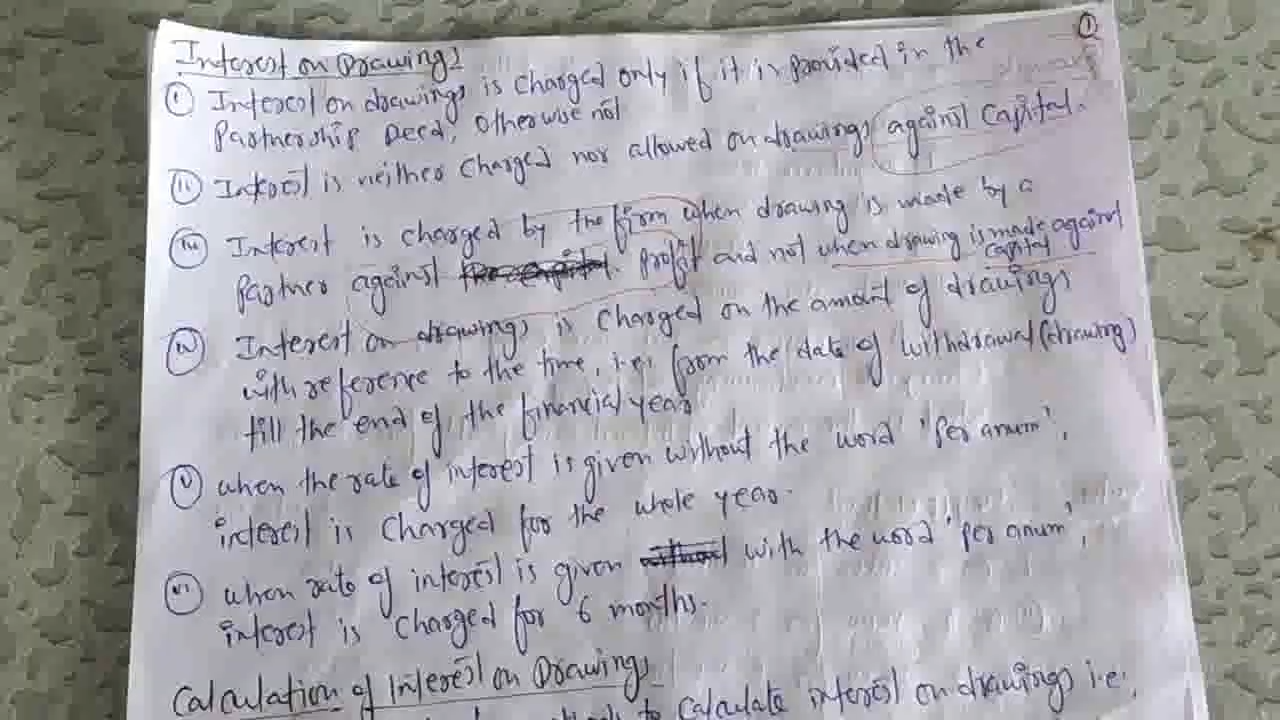 ①
Interest on Drawings
(i) Interest on drawings is charged only if it is provided in the
Partnership Deed, otherwise not
(ii) Interest is neither charged nor allowed on drawings against Capital.
(iii) Interest is charged by the firm when drawing is made by a
Partner against profit and not when drawing is made against
capital
(iv) Interest on drawings is charged on the amount of drawings
with reference to the time, i.e. from the date of withdrawal (drawing)
till the end of the financial year
(v) when the rate of interest is given without the word 'Per anum',
interest is charged for the whole year.
(vi) when rate of interest is given with the word 'per anum',
interest is charged for 6 months.
Calculation of Interest on Drawings
to calculate interest on drawings i.e.